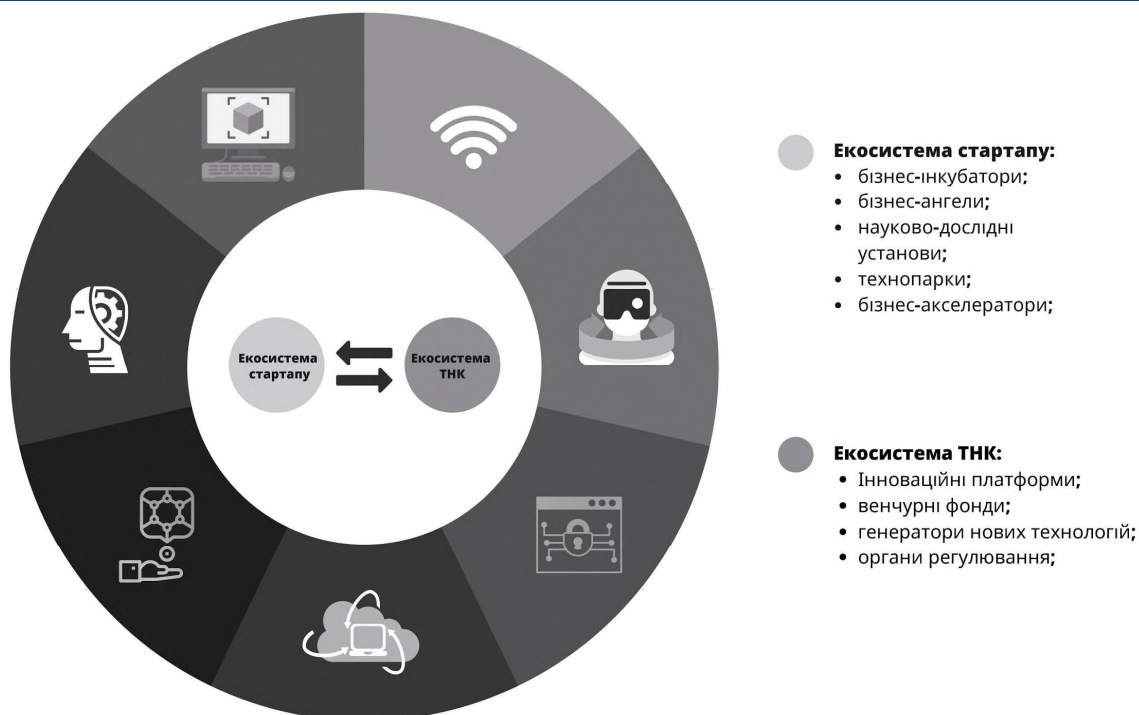 Екосистема
стартапу
Екосистема
ТНК
Екосистема стартапу:
• бізнес-інкубатори;
• бізнес-ангели;
• науково-дослідні
установи;
• технопарки;
• бізнес-акселератори;
Екосистема ТНК:
• Інноваційні платформи;
• венчурні фонди;
• генератори нових технологій;
• органи регулювання;